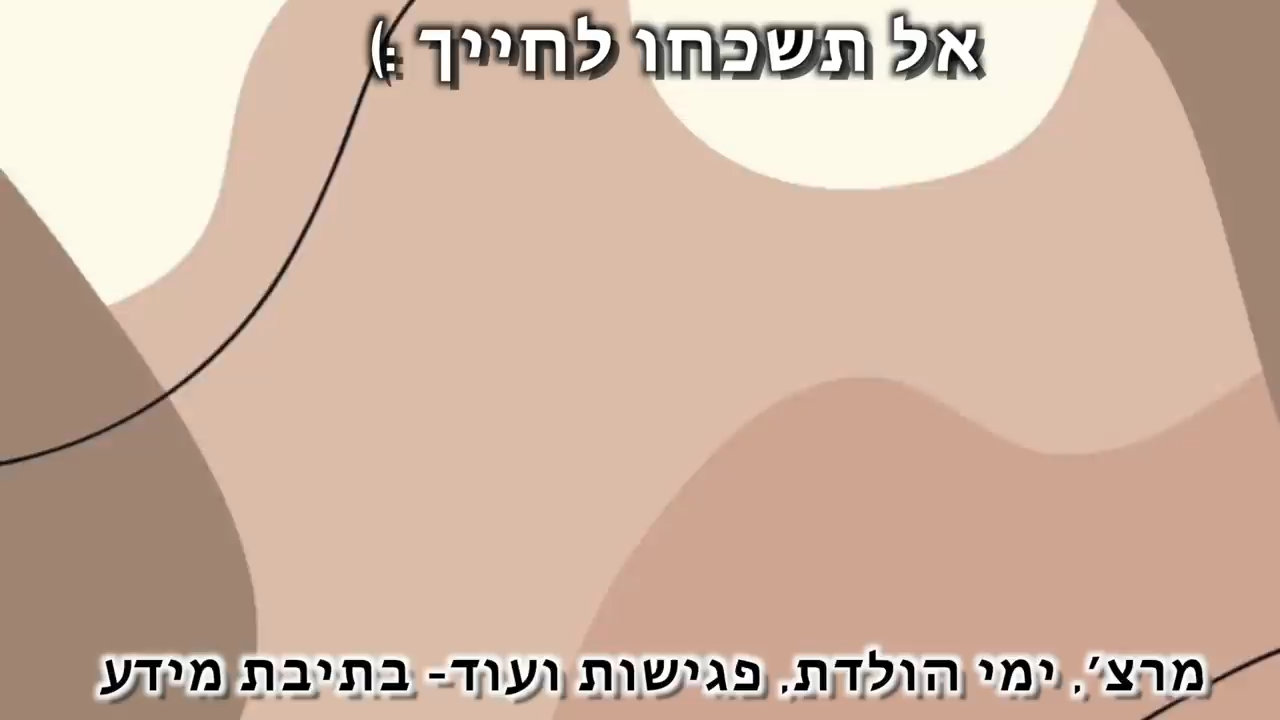 אל תשכחו לחייך :)
מרצ', ימי הולדת, פגישות ועוד- בתיבת מידע